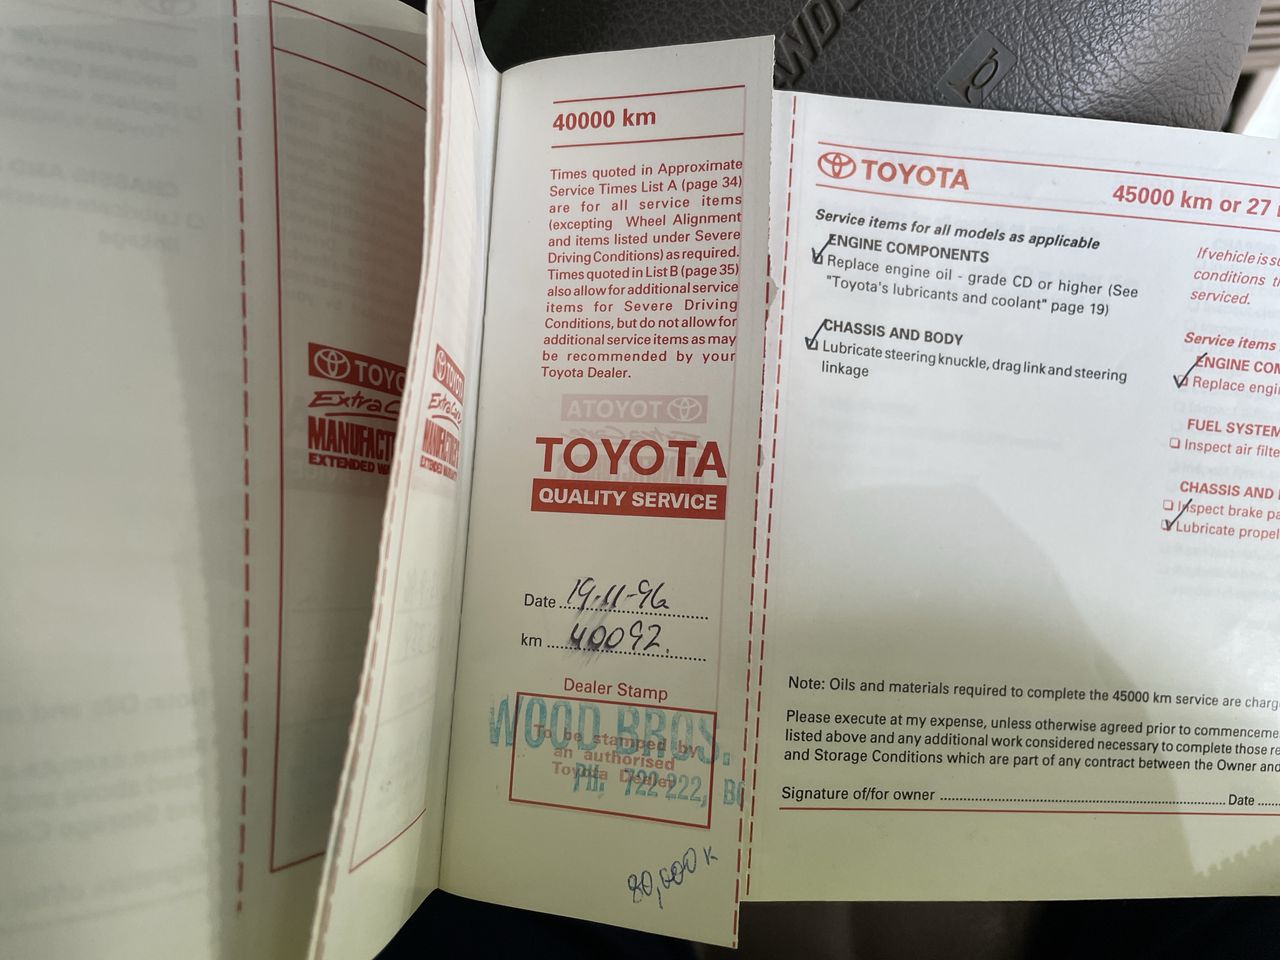 TOYO
ExtraC
MANUFACT
EXTENDED
TOYOTA
40000 km
Times quoted in Approximate
Service Times List A (page 34)
are for all service items
(excepting Wheel Alignment
and items listed under Severe
Driving Conditions) as required.
Times quoted in List B (page 35)
also allow for additional service
items for Severe Driving
Conditions, but do not allow for
additional service items as may
be recommended by your
Toyota Dealer.
TOYOTA
TOYOTA
QUALITY SERVICE
Date 19-11-96
km 40092.
Dealer Stamp
WOOD BROS.
To be stamped by
an authorised
Toyota Dealer
PH. 722 222,
80,000 K
TOYOTA
45000 km or 27
Service items for all models as applicable
ENGINE COMPONENTS
Replace engine oil - grade CD or higher (See
"Toyota's lubricants and coolant" page 19)
CHASSIS AND BODY
Lubricate steering knuckle, drag link and steering
linkage
If vehicle is su
conditions th
serviced.
Service items
ENGINE COM
Replace engi
FUEL SYSTEM
Inspect air filte
CHASSIS AND
Inspect brake pa
Lubricate propel
Note: Oils and materials required to complete the 45000 km service are charg
Please execute at my expense, unless otherwise agreed prior to commenceme
listed above and any additional work considered necessary to complete those re
and Storage Conditions which are part of any contract between the Owner and
Signature of/for owner
Date